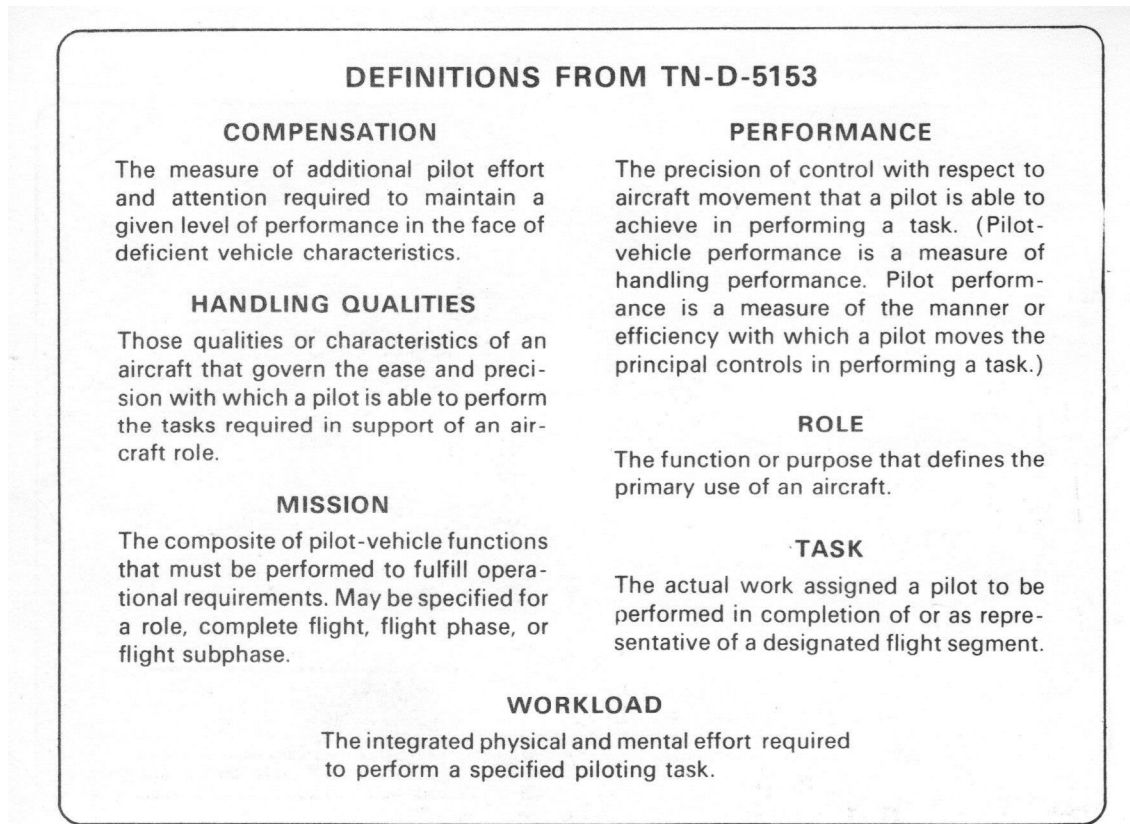 DEFINITIONS FROM TN-D-5153
COMPENSATION
The measure of additional pilot effort
and attention required to maintain a
given level of performance in the face of
deficient vehicle characteristics.
HANDLING QUALITIES
Those qualities or characteristics of an
aircraft that govern the ease and preci-
sion with which a pilot is able to perform
the tasks required in support of an air-
craft role.
MISSION
The composite of pilot-vehicle functions
that must be performed to fulfill opera-
tional requirements. May be specified for
a role, complete flight, flight phase, or
flight subphase.
PERFORMANCE
The precision of control with respect to
aircraft movement that a pilot is able to
achieve in performing a task. (Pilot-
vehicle performance is a measure of
handling performance. Pilot perform-
ance is a measure of the manner or
efficiency with which a pilot moves the
principal controls in performing a task.)
ROLE
The function or purpose that defines the
primary use of an aircraft.
TASK
The actual work assigned a pilot to be
performed in completion of or as repre-
sentative of a designated flight segment.
WORKLOAD
The integrated physical and mental effort required
to perform a specified piloting task.